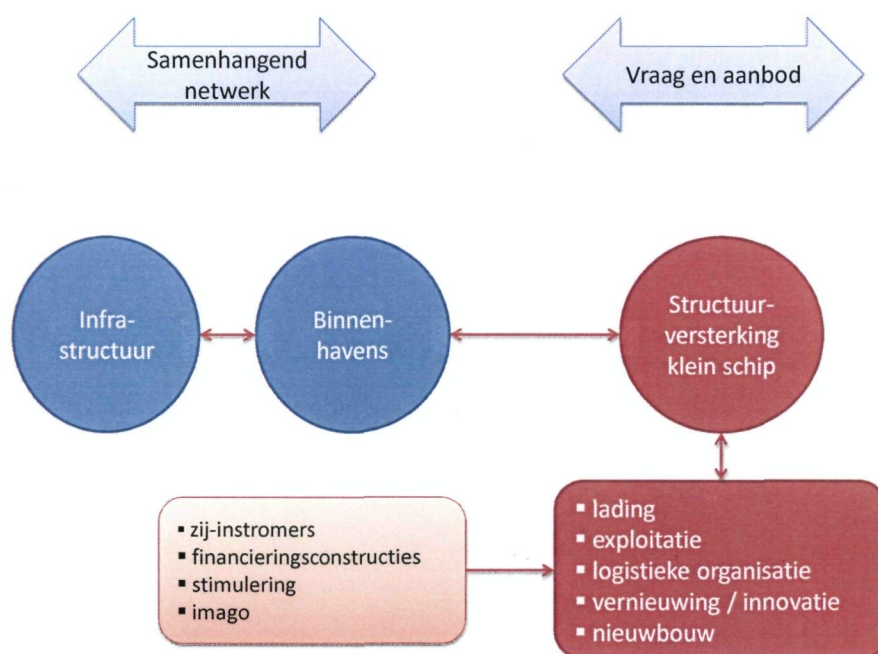 Samenhangend
netwerk
Vraag en aanbod
Infra-
structuur
Binnen-
havens
Structuur-
versterking
klein schip
▪ zij-instromers
▪ financieringsconstructies
▪ stimulering
▪ imago
▪ lading
▪ exploitatie
▪ logistieke organisatie
▪ vernieuwing / innovatie
▪ nieuwbouw